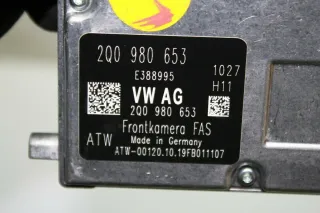 2Q0 980 653
E388995
1027
H11
VW AG
2Q0 980 653
Frontkamera FAS
ATW
Made in Germany
ATW-00120.10.19FB011107